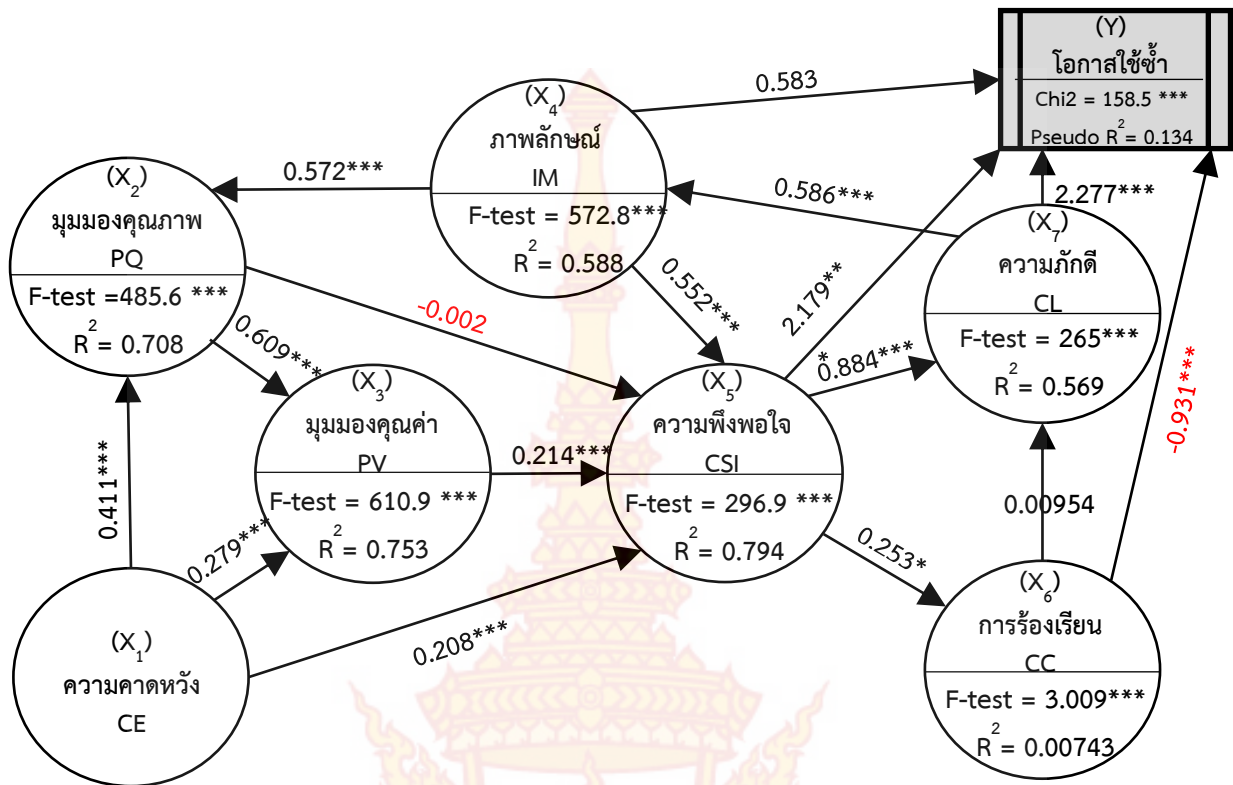 (Y)
โอกาสใช้ซ้ำ
Chi2 = 158.5 ***
Pseudo R² = 0.134
0.583
(X₄)
ภาพลักษณ์
IM
F-test = 572.8***
R² = 0.588
0.572***
0.586***
2.277***
(X₂)
มุมมองคุณภาพ
PQ
F-test =485.6 ***
R² = 0.708
(X₇)
ความภักดี
CL
F-test = 265***
R² = 0.569
-0.002
0.552***
2.179**
*
0.884***
-0.931***
0.609***
(X₃)
มุมมองคุณค่า
PV
F-test = 610.9 ***
R² = 0.753
0.214***
(X₅)
ความพึงพอใจ
CSI
F-test = 296.9 ***
R² = 0.794
0.411***
0.279***
0.208***
0.253*
0.00954
(X₁)
ความคาดหวัง
CE
(X₆)
การร้องเรียน
CC
F-test = 3.009***
R² = 0.00743